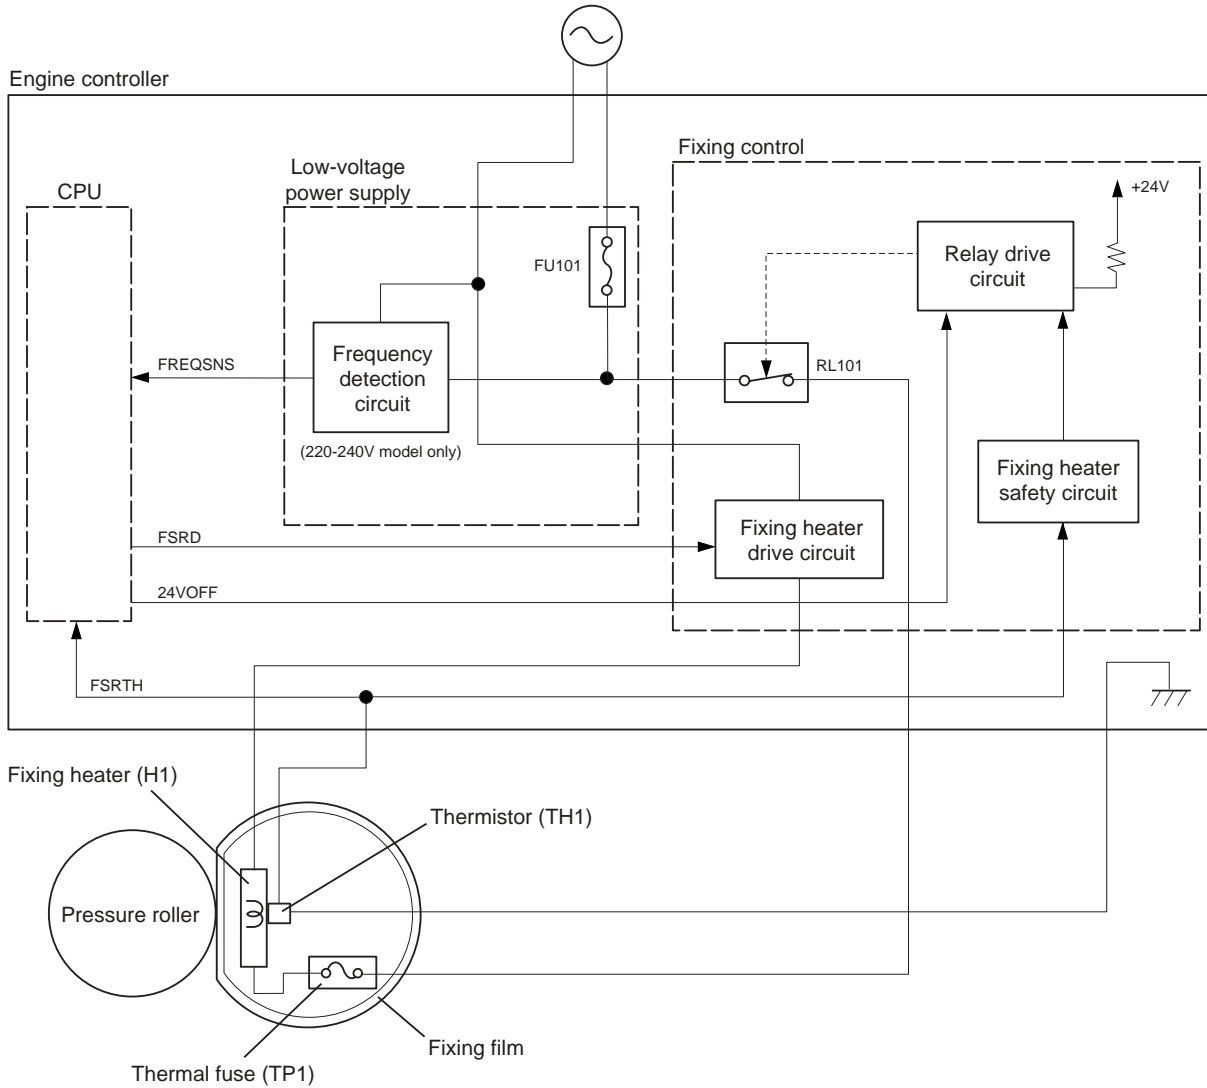 Engine controller
Fixing control
Low-voltage
power supply
CPU
+24V
Relay drive
circuit
FU101
Frequency
detection
circuit
FREQSNS
RL101
(220-240V model only)
Fixing heater
safety circuit
Fixing heater
drive circuit
FSRD
24VOFF
FSRTH
Fixing heater (H1)
Thermistor (TH1)
Pressure roller
Fixing film
Thermal fuse (TP1)